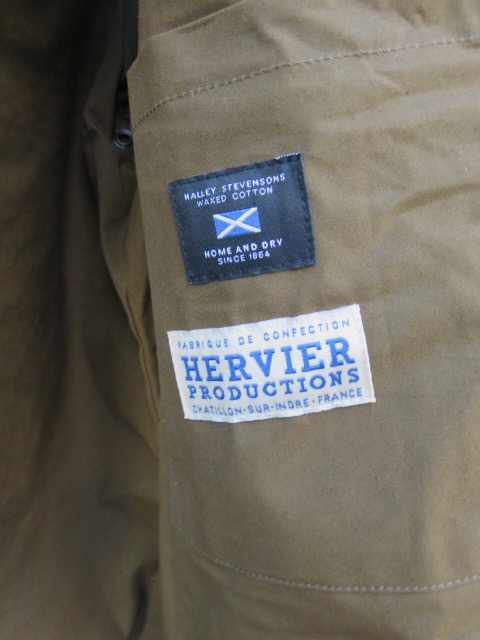 HALLEY STEVENSONS
WAXED COTTON
HOME AND DRY
SINCE 1864
FABRIQUE DE CONFECTION
HERVIER
PRODUCTIONS
CHATILLON-SUR-INDRE-FRANCE